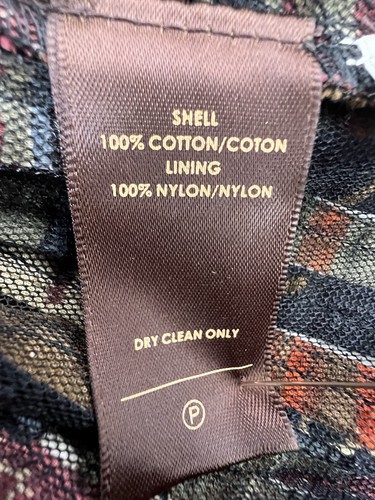 SHELL
100% COTTON/COTON
LINING
100% NYLON/NYLON
DRY CLEAN ONLY
P